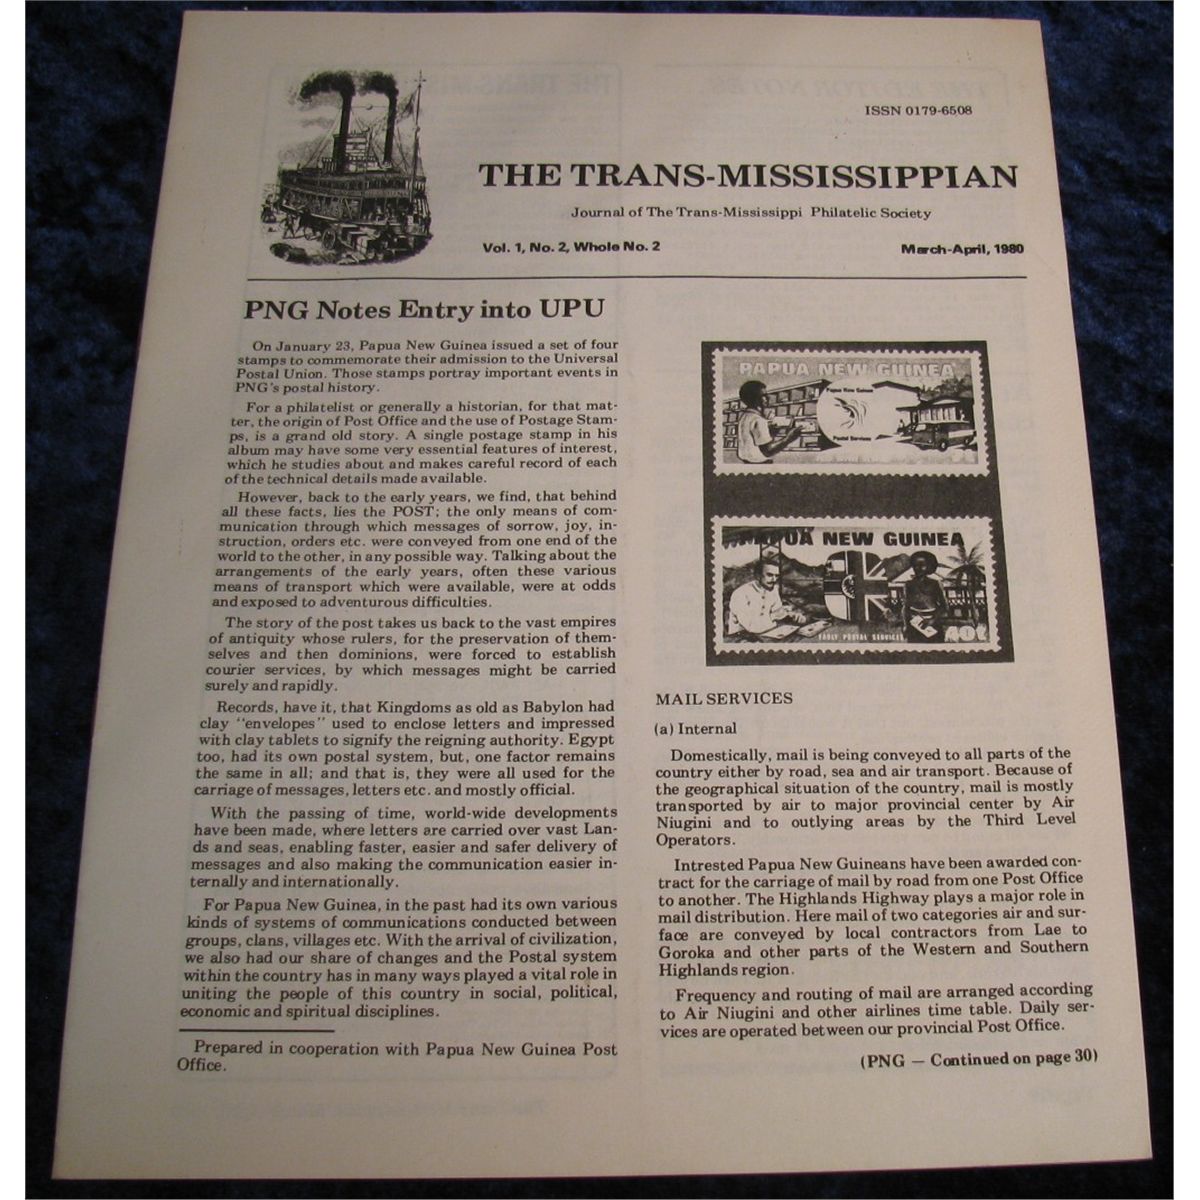 ISSN 0179-6508
THE TRANS-MISSISSIPPIAN
Journal of The Trans-Mississippi Philatelic Society
Vol. 1, No. 2, Whole No. 2
March-April, 1980
PNG Notes Entry into UPU
On January 23, Papua New Guinea issued a set of four
stamps to commemorate their admission to the Universal
Postal Union. Those stamps portray important events in
PNG's postal history.
For a philatelist or generally a historian, for that mat-
ter, the origin of Post Office and the use of Postage Stam-
ps, is a grand old story. A single postage stamp in his
album may have some very essential features of interest,
which he studies about and makes careful record of each
of the technical details made available.
However, back to the early years, we find, that behind
all these facts, lies the POST; the only means of com-
munication through which messages of sorrow, joy, in-
struction, orders etc. were conveyed from one end of the
world to the other, in any possible way. Talking about the
arrangements of the early years, often these various
means of transport which were available, were at odds
and exposed to adventurous difficulties.
The story of the post takes us back to the vast empires
of antiquity whose rulers, for the preservation of them-
selves and then dominions, were forced to establish
courier services, by which messages might be carried
surely and rapidly.
Records, have it, that Kingdoms as old as Babylon had
clay "envelopes" used to enclose letters and impressed
with clay tablets to signify the reigning authority. Egypt
too, had its own postal system, but, one factor remains
the same in all; and that is, they were all used for the
carriage of messages, letters etc. and mostly official.
With the passing of time, world-wide developments
have been made, where letters are carried over vast Lan-
ds and seas, enabling faster, easier and safer delivery of
messages and also making the communication easier in-
ternally and internationally.
For Papua New Guinea, in the past had its own various
kinds of systems of communications conducted between
groups, clans, villages etc. With the arrival of civilization,
we also had our share of changes and the Postal system
within the country has in many ways played a vital role in
uniting the people of this country in social, political,
economic and spiritual disciplines.
Prepared in cooperation with Papua New Guinea Post
Office.
PAPUA NEW GUINEA
Papua New Guinea
Postal Services
PAPUA NEW GUINEA
EARLY POSTAL SERVICES
40t
MAIL SERVICES
(a) Internal
Domestically, mail is being conveyed to all parts of the
country either by road, sea and air transport. Because of
the geographical situation of the country, mail is mostly
transported by air to major provincial center by Air
Niugini and to outlying areas by the Third Level
Operators.
Intrested Papua New Guineans have been awarded con-
tract for the carriage of mail by road from one Post Office
to another. The Highlands Highway plays a major role in
mail distribution. Here mail of two categories air and sur-
face are conveyed by local contractors from Lae to
Goroka and other parts of the Western and Southern
Highlands region.
Frequency and routing of mail are arranged according
to Air Niugini and other airlines time table. Daily ser-
vices are operated between our provincial Post Office.
(PNG — Continued on page 30)